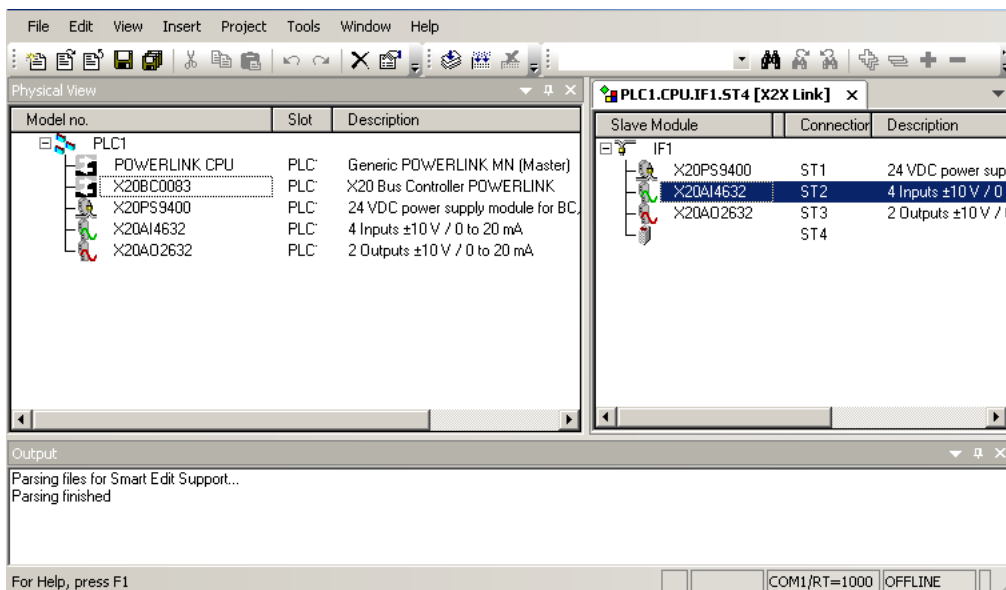 File Edit View Insert Project Tools Window Help
Physical View
Model no. Slot Description
PLC1
POWERLINK CPU PLC Generic POWERLINK MN (Master)
X20BC0083 PLC X20 Bus Controller POWERLINK
X20PS9400 PLC 24 VDC power supply module for BC,
X20AI4632 PLC 4 Inputs ±10 V / 0 to 20 mA
X20AO2632 PLC 2 Outputs ±10 V / 0 to 20 mA
PLC1.CPU.IF1.ST4 [X2X Link]
Slave Module Connection Description
IF1
X20PS9400 ST1 24 VDC power sup
X20AI4632 ST2 4 Inputs ±10 V / 0
X20AO2632 ST3 2 Outputs ±10 V /
ST4
Output
Parsing files for Smart Edit Support...
Parsing finished
For Help, press F1 COM1/RT=1000 OFFLINE